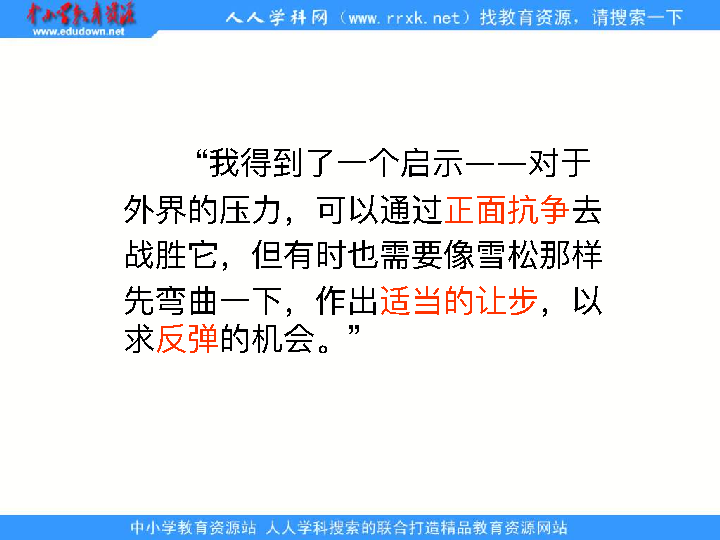 中小学教育资源
www.edudown.net
人人学科网（www.rrxk.net）找教育资源，请搜索一下
“我得到了一个启示——对于
外界的压力，可以通过正面抗争去
战胜它，但有时也需要像雪松那样
先弯曲一下，作出适当的让步，以
求反弹的机会。”
中小学教育资源站 人人学科搜索的联合打造精品教育资源网站